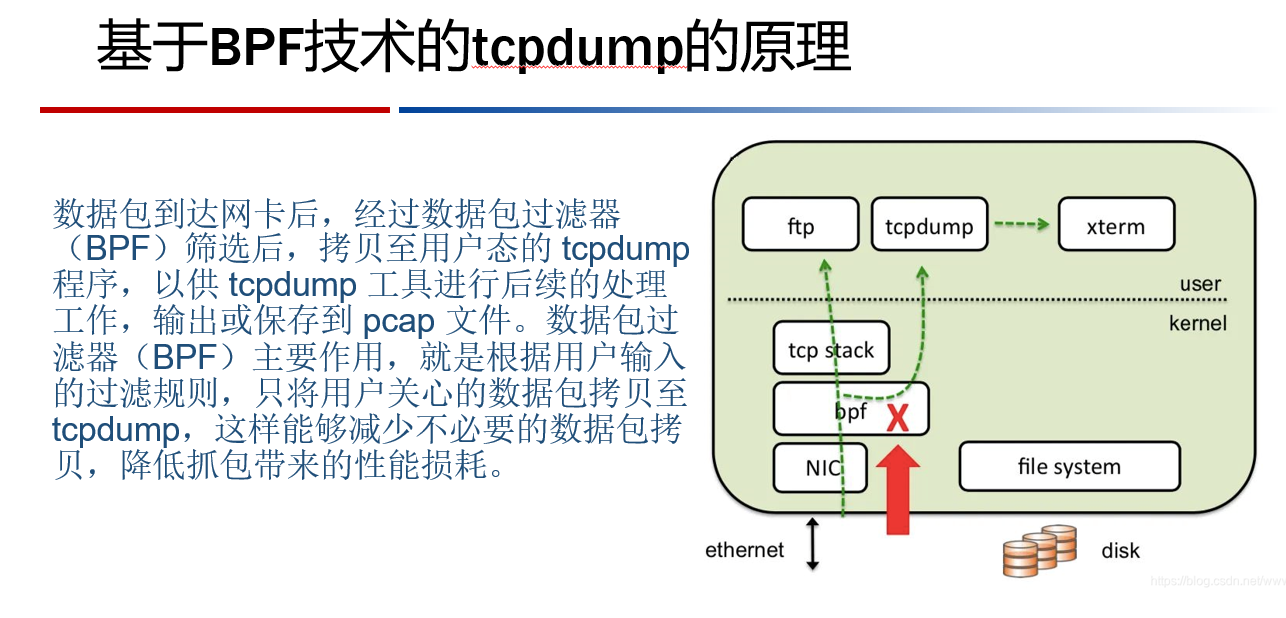 基于BPF技术的tcpdump的原理
数据包到达网卡后，经过数据包过滤器
（BPF）筛选后，拷贝至用户态的 tcpdump
程序，以供 tcpdump 工具进行后续的处理
工作，输出或保存到 pcap 文件。数据包过
滤器（BPF）主要作用，就是根据用户输入
的过滤规则，只将用户关心的数据包拷贝至
tcpdump，这样能够减少不必要的数据包拷
贝，降低抓包带来的性能损耗。
ftp
tcpdump
xterm
user
kernel
tcp stack
bpf
X
NIC
file system
ethernet
disk
https://blog.csdn.net/www